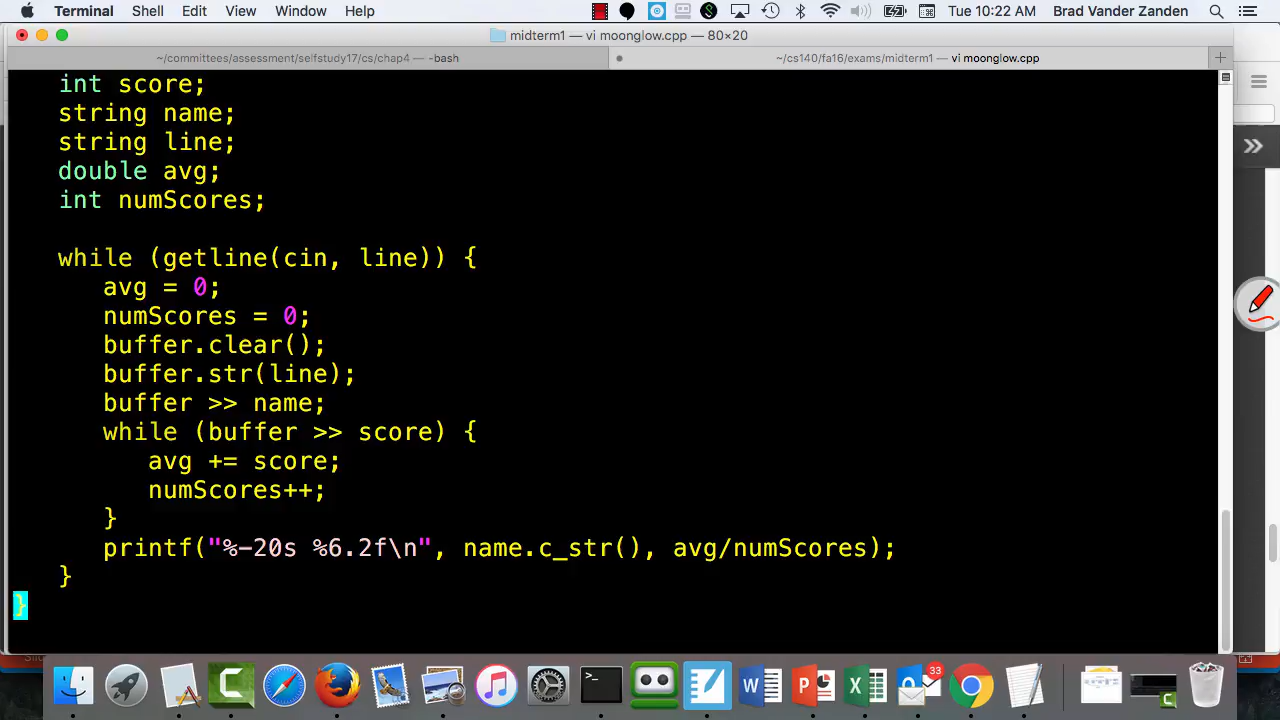 Terminal Shell Edit View Window Help Tue 10:22 AM Brad Vander Zanden
midterm1 — vi moonglow.cpp — 80×20
~/committees/assessment/selfstudy17/cs/chap4 — -bash
~/cs140/fa16/exams/midterm1 — vi moonglow.cpp
int score;
string name;
string line;
double avg;
int numScores;
while (getline(cin, line)) {
avg = 0;
numScores = 0;
buffer.clear();
buffer.str(line);
buffer >> name;
while (buffer >> score) {
avg += score;
numScores++;
}
printf("%-20s %6.2f\n", name.c_str(), avg/numScores);
}
}
33